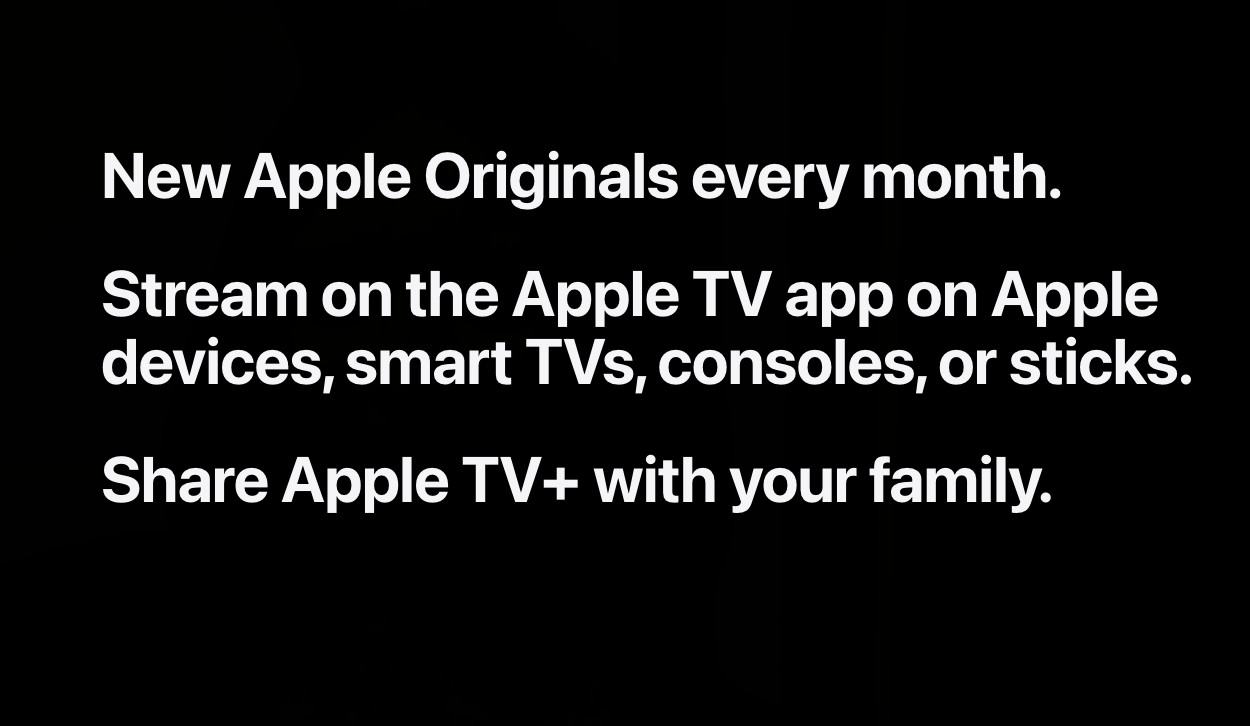 New Apple Originals every month.
Stream on the Apple TV app on Apple
devices, smart TVs, consoles, or sticks.
Share Apple TV+ with your family.